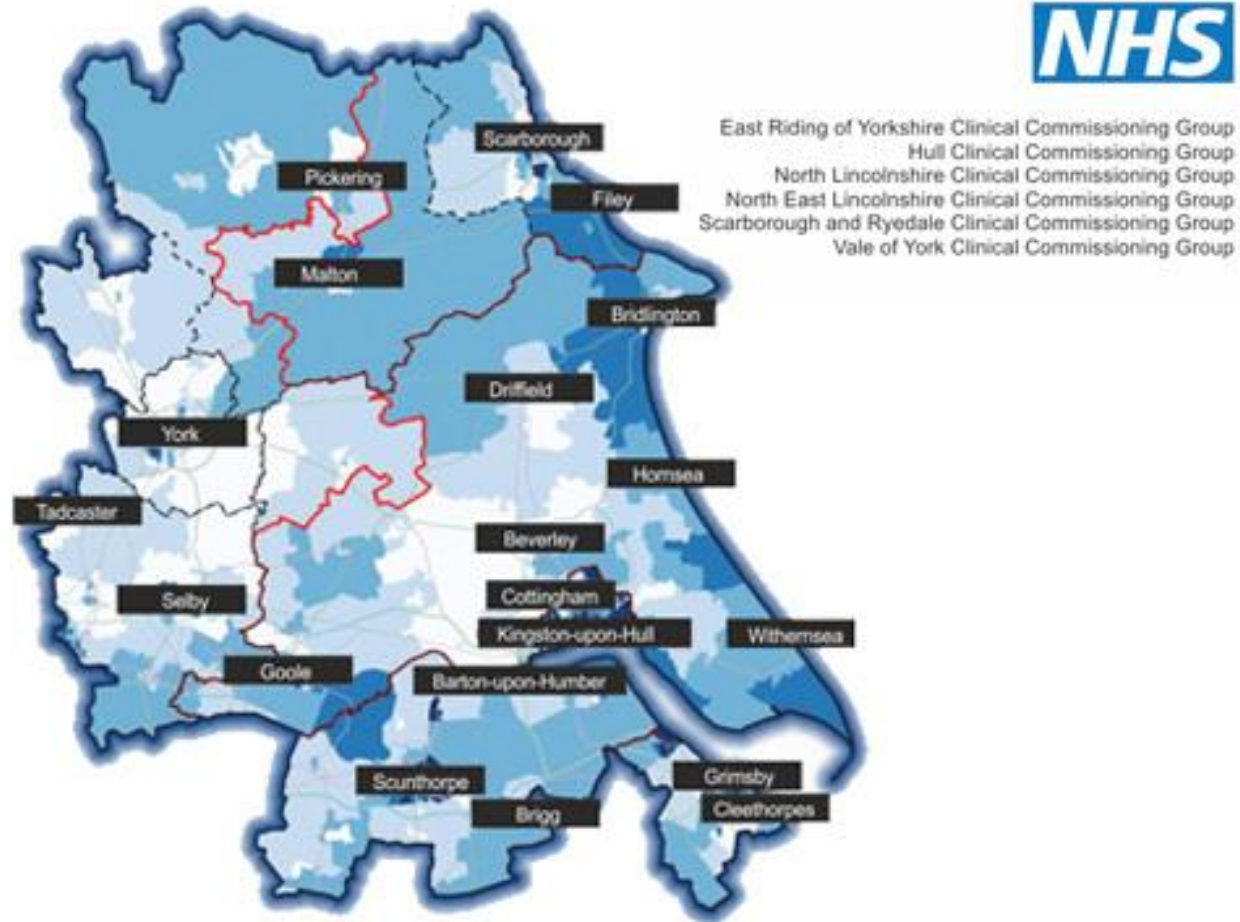 NHS
East Riding of Yorkshire Clinical Commissioning Group
Hull Clinical Commissioning Group
North Lincolnshire Clinical Commissioning Group
North East Lincolnshire Clinical Commissioning Group
Scarborough and Ryedale Clinical Commissioning Group
Vale of York Clinical Commissioning Group
Scarborough
Pickering
Filey
Malton
Bridlington
Driffield
York
Hornsea
Tadcaster
Beverley
Selby
Cottingham
Kingston-upon-Hull
Withernsea
Goole
Barton-upon-Humber
Scunthorpe
Grimsby
Brigg
Cleethorpes